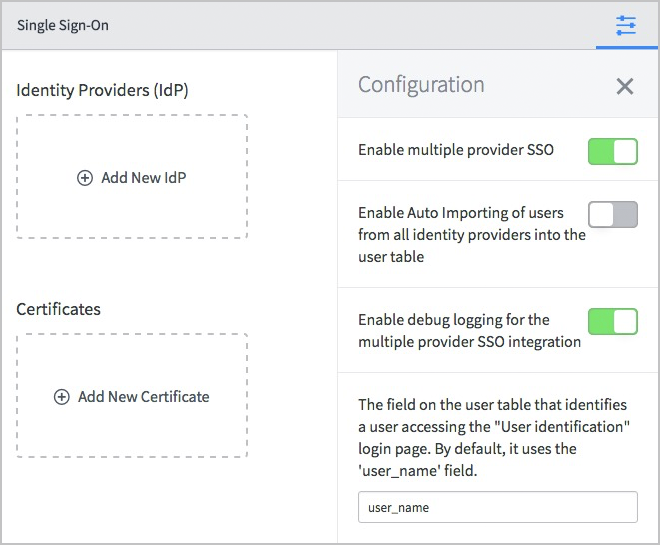 Single Sign-On
Identity Providers (IdP)
Add New IdP
Certificates
Add New Certificate
Configuration
Enable multiple provider SSO
Enable Auto Importing of users
from all identity providers into the
user table
Enable debug logging for the
multiple provider SSO integration
The field on the user table that identifies
a user accessing the "User identification"
login page. By default, it uses the
'user_name' field.
user_name